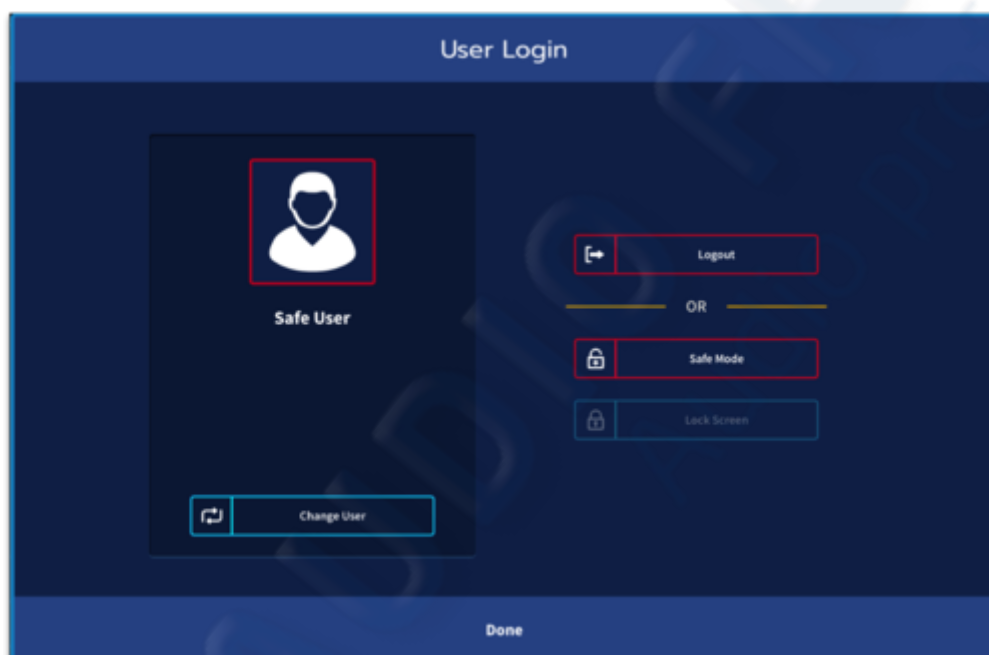 User Login
Safe User
Change User
Logout
OR
Safe Mode
Lock Screen
Done